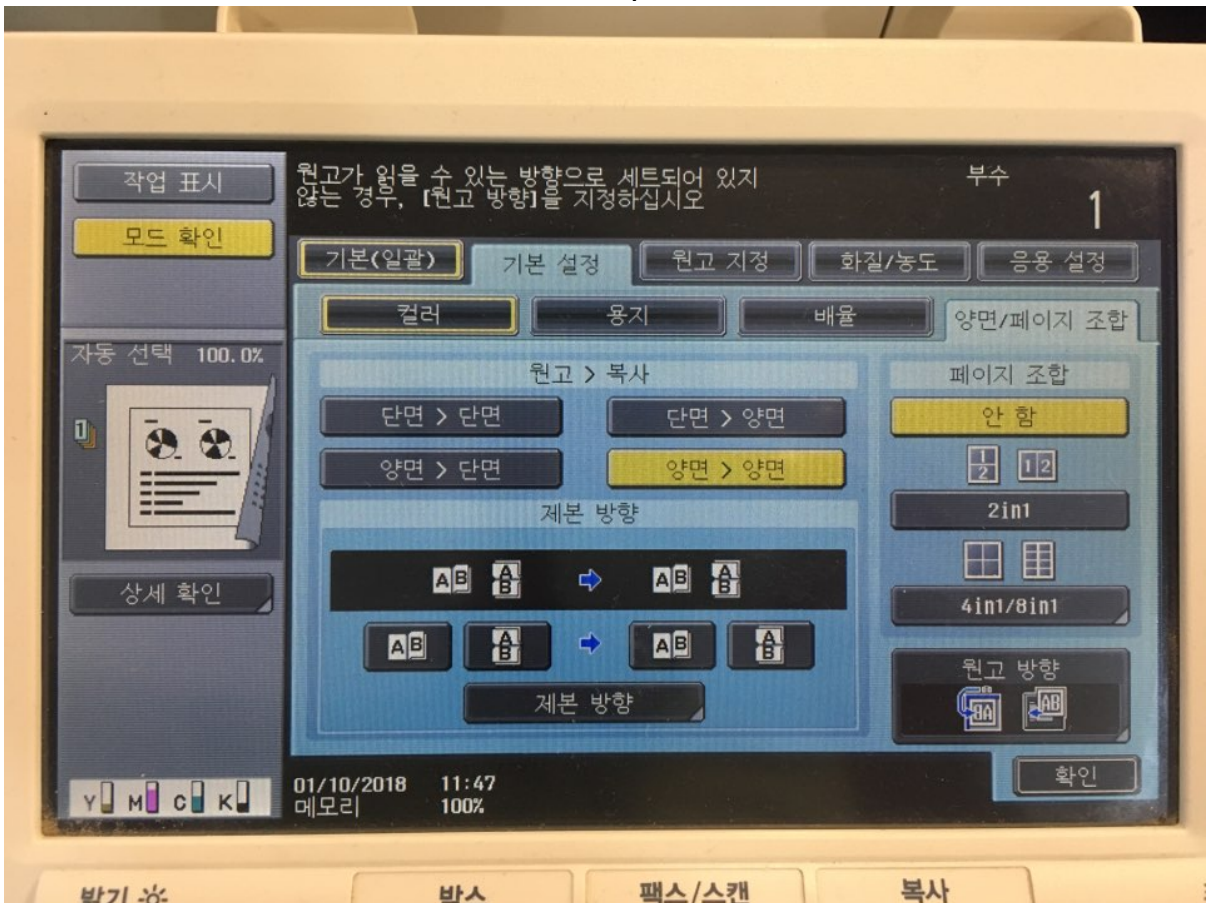 작업 표시
모드 확인
원고가 읽을 수 있는 방향으로 세트되어 있지
않는 경우, [원고 방향]을 지정하십시오
부수
1
기본(일괄)
기본 설정
원고 지정
화질/농도
응용 설정
컬러
용지
배율
양면/페이지 조합
자동 선택 100.0%
1
상세 확인
원고 > 복사
단면 > 단면
단면 > 양면
양면 > 단면
양면 > 양면
제본 방향
A B A B A B A B
A B A B A B A B
제본 방향
페이지 조합
안 함
1 2 1 2
2in1
4in1/8in1
원고 방향
AB AB
확인
Y M C K
01/10/2018 11:47
메모리 100%
밝기
박스
팩스/스캔
복사